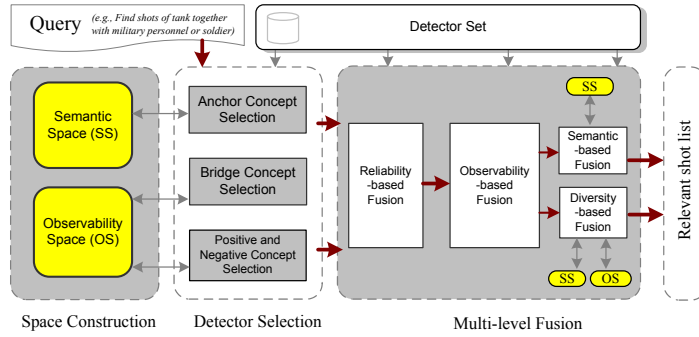 Query (e.g., Find shots of tank together
with military personnel or soldier)
Detector Set
Semantic
Space (SS)
Observability
Space (OS)
Anchor Concept
Selection
Bridge Concept
Selection
Positive and
Negative Concept
Selection
Reliability
-based
Fusion
Observability
-based Fusion
SS
Semantic
-based
Fusion
Diversity
-based
Fusion
SS
OS
Relevant shot list
Space Construction
Detector Selection
Multi-level Fusion